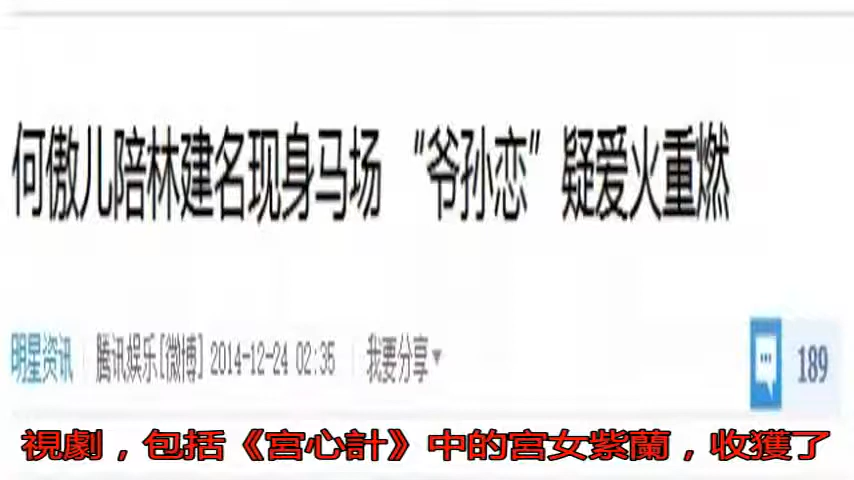 何傲儿陪林建名现身马场 “爷孙恋”疑爱火重燃
明星资讯 腾讯娱乐[微博] 2014-12-24 02:35 我要分享 189
視劇，包括《宮心計》中的宮女紫蘭，收獲了